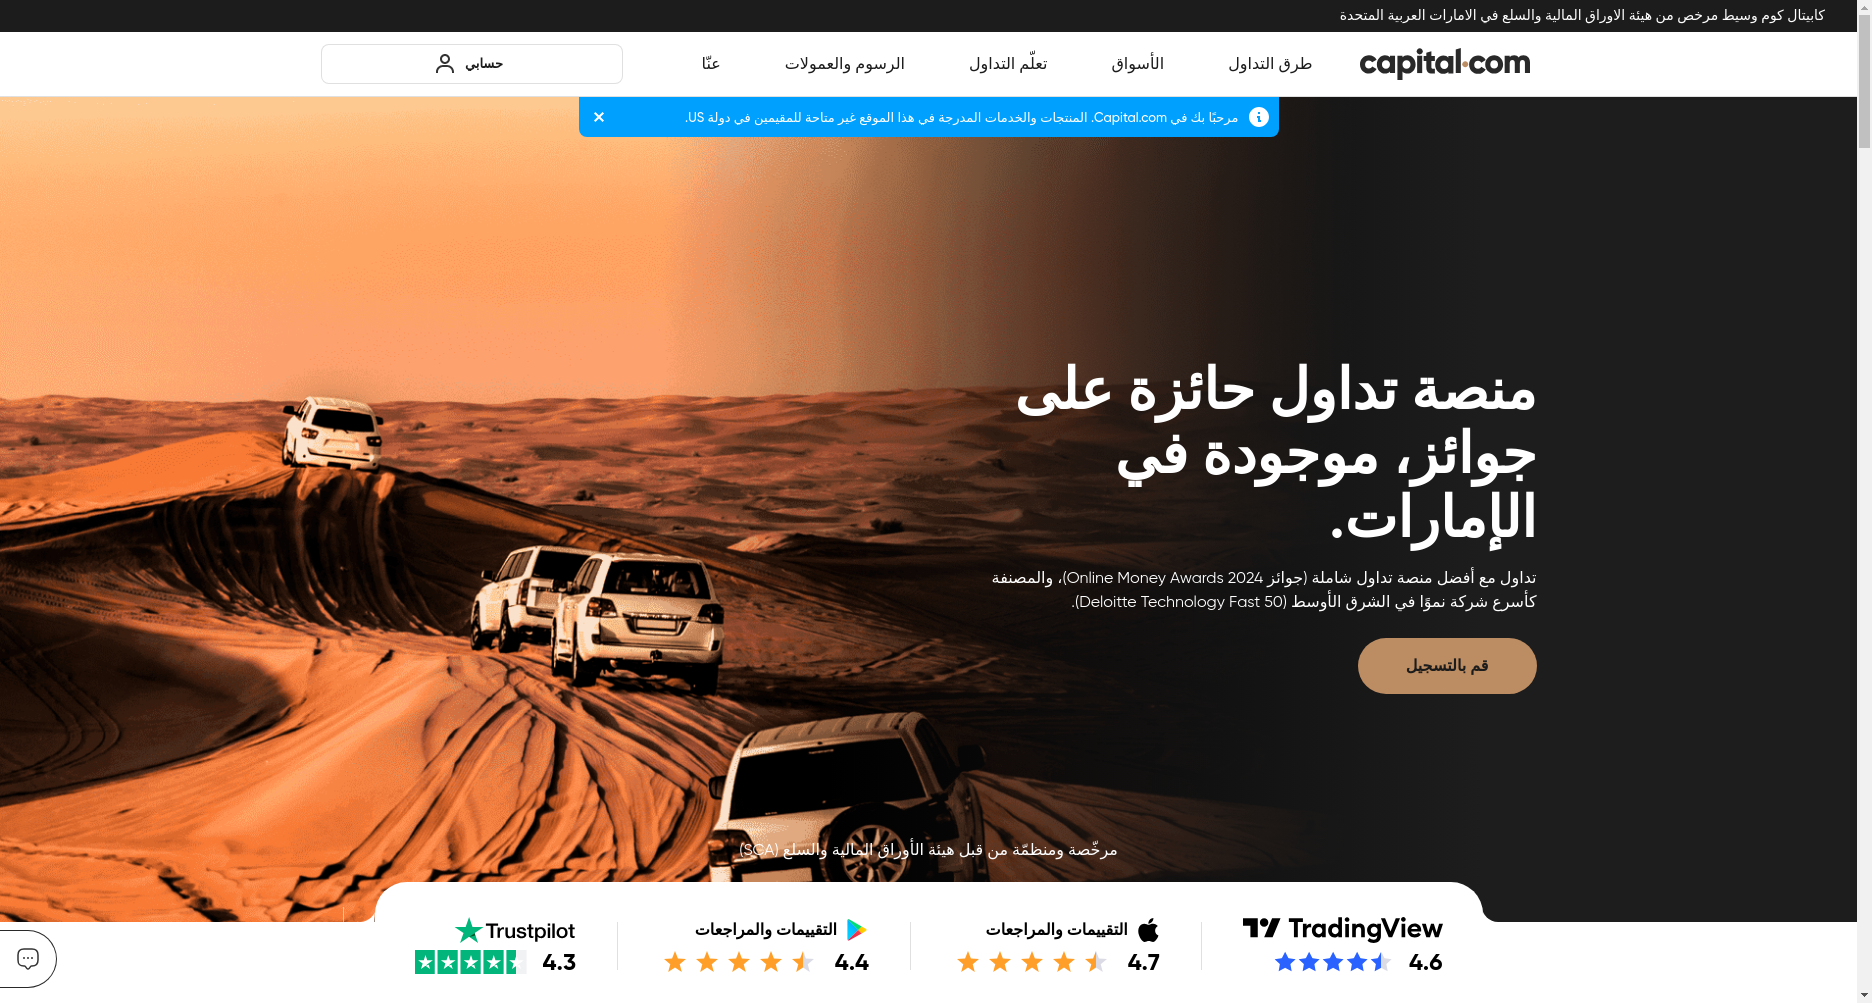 كابيتال كوم وسيط مرخص من هيئة الاوراق المالية والسلع في الامارات العربية المتحدة
capital.com
طرق التداول
الأسواق
تعلّم التداول
الرسوم والعمولات
عنّا
حسابي
مرحبًا بك في Capital.com. المنتجات والخدمات المدرجة في هذا الموقع غير متاحة للمقيمين في دولة US.
منصة تداول حائزة على
جوائز، موجودة في
الإمارات.
تداول مع أفضل منصة تداول شاملة (جوائز Online Money Awards 2024)، والمصنفة
كأسرع شركة نموًا في الشرق الأوسط (Deloitte Technology Fast 50).
قم بالتسجيل
مرخّصة ومنظمّة من قبل هيئة الأوراق المالية والسلع (SCA)
TradingView
4.6
التقييمات والمراجعات
4.7
التقييمات والمراجعات
4.4
Trustpilot
4.3